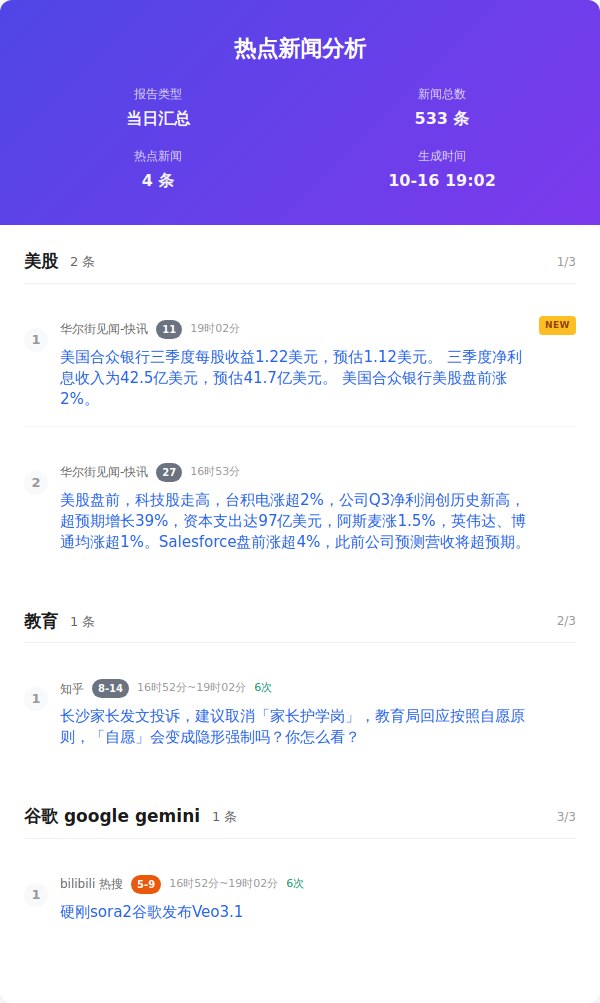 热点新闻分析
报告类型
新闻总数
当日汇总
533 条
热点新闻
生成时间
4 条
10-16 19:02
美股 2 条 1/3
1 华尔街见闻-快讯 11 19时02分 NEW
美国合众银行三季度每股收益1.22美元，预估1.12美元。 三季度净利
息收入为42.5亿美元，预估41.7亿美元。 美国合众银行美股盘前涨
2%。
2 华尔街见闻-快讯 27 16时53分
美股盘前，科技股走高，台积电涨超2%，公司Q3净利润创历史新高，
超预期增长39%，资本支出达97亿美元，阿斯麦涨1.5%，英伟达、博
通均涨超1%。Salesforce盘前涨超4%，此前公司预测营收将超预期。
教育 1 条 2/3
1 知乎 8-14 16时52分~19时02分 6次
长沙家长发文投诉，建议取消「家长护学岗」，教育局回应按照自愿原
则，「自愿」会变成隐形强制吗？你怎么看？
谷歌 google gemini 1 条 3/3
1 bilibili 热搜 5-9 16时52分~19时02分 6次
硬刚sora2谷歌发布Veo3.1